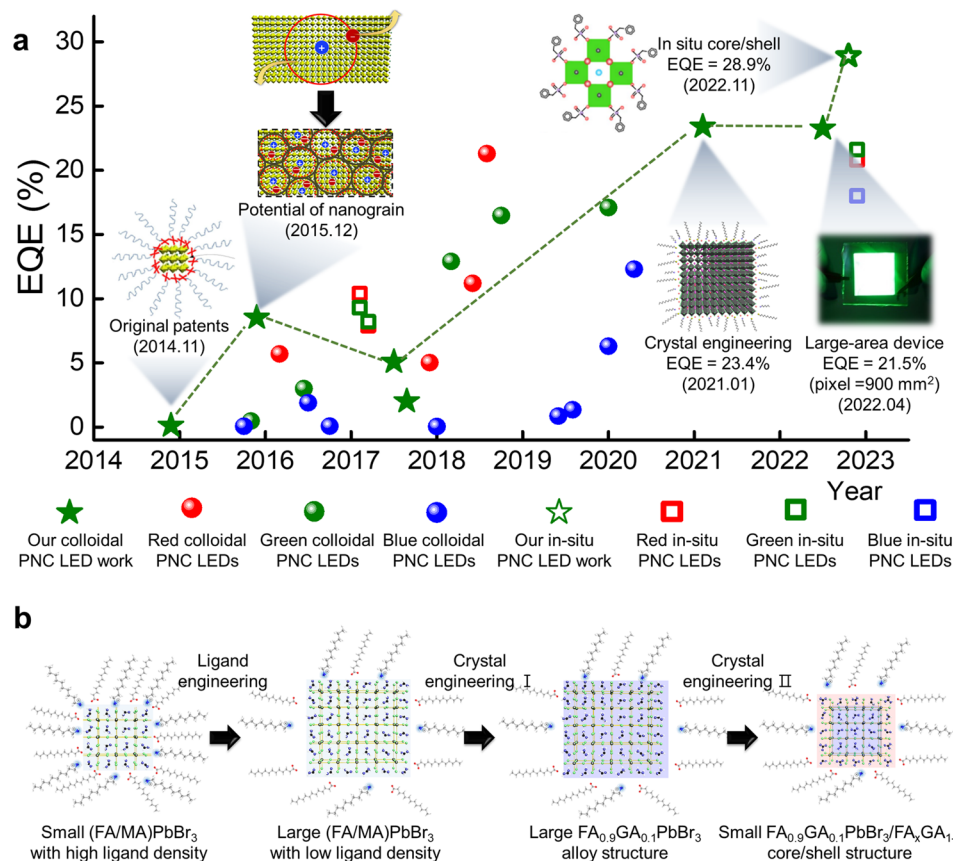 a
EQE (%)
30
25
20
15
10
5
0
2014 2015 2016 2017 2018 2019 2020 2021 2022 2023
Year
Original patents
(2014.11)
Potential of nanograin
(2015.12)
In situ core/shell
EQE = 28.9%
(2022.11)
Crystal engineering
EQE = 23.4%
(2021.01)
Large-area device
EQE = 21.5%
(pixel =900 mm²)
(2022.04)
Our colloidal
PNC LED work
Red colloidal
PNC LEDs
Green colloidal
PNC LEDs
Blue colloidal
PNC LEDs
Our in-situ
PNC LED work
Red in-situ
PNC LEDs
Green in-situ
PNC LEDs
Blue in-situ
PNC LEDs
b
Ligand
engineering
Crystal
engineering Ⅰ
Crystal
engineering Ⅱ
Small (FA/MA)PbBr₃
with high ligand density
Large (FA/MA)PbBr₃
with low ligand density
Large FA₀.₉GA₀.₁PbBr₃
alloy structure
Small FA₀.₉GA₀.₁PbBr₃/FAₓGA₁₋
core/shell structure